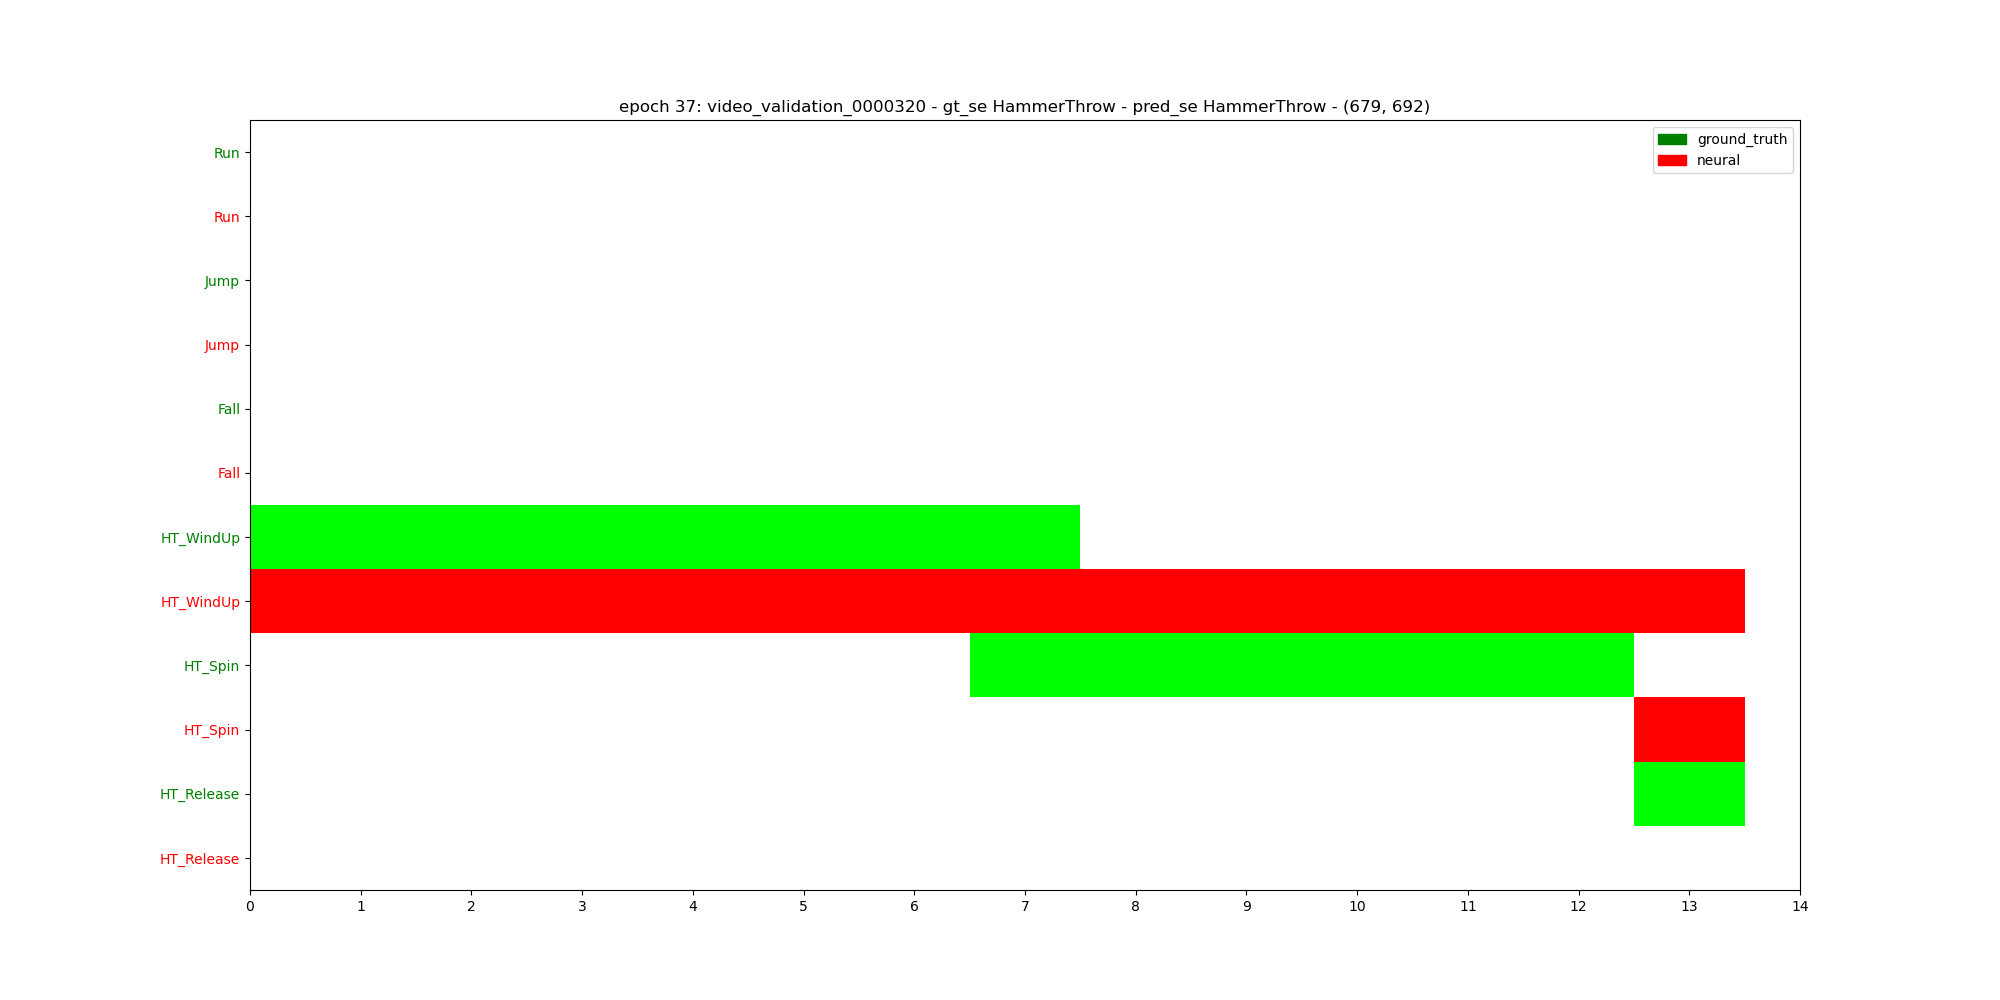 epoch 37: video_validation_0000320 - gt_se HammerThrow - pred_se HammerThrow - (679, 692)
ground_truth
neural
Run
Run
Jump
Jump
Fall
Fall
HT_WindUp
HT_WindUp
HT_Spin
HT_Spin
HT_Release
HT_Release
0 1 2 3 4 5 6 7 8 9 10 11 12 13 14